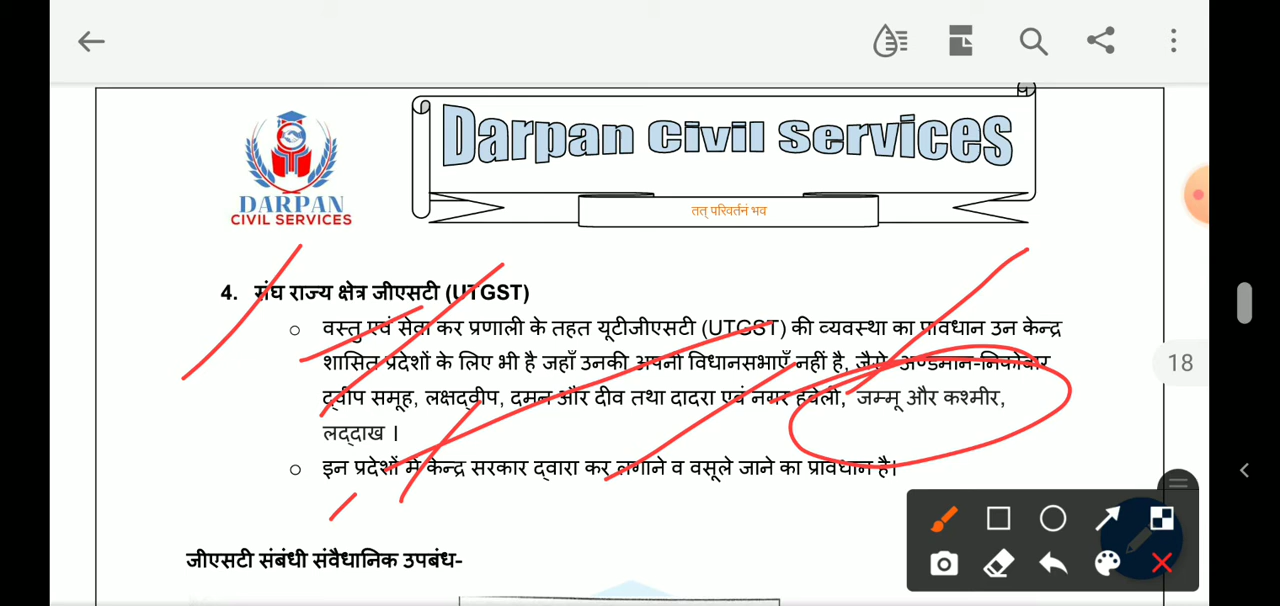 Darpan Civil Services
DARPAN
CIVIL SERVICES
तत् परिवर्तनं भव
4. संघ राज्य क्षेत्र जीएसटी (UTGST)
○ वस्तु एवं सेवा कर प्रणाली के तहत यूटीजीएसटी (UTGST) की व्यवस्था का प्रावधान उन केन्द्र
शासित प्रदेशों के लिए भी है जहाँ उनकी अपनी विधानसभाएँ नहीं है, जैसे- अण्डमान-निकोबार
द्वीप समूह, लक्षद्वीप, दमन और दीव तथा दादरा एवं नगर हवेली, जम्मू और कश्मीर,
लद्दाख ।
○ इन प्रदेशों में केन्द्र सरकार द्वारा कर लगाने व वसूले जाने का प्रावधान है।
18
जीएसटी संबंधी संवैधानिक उपबंध-